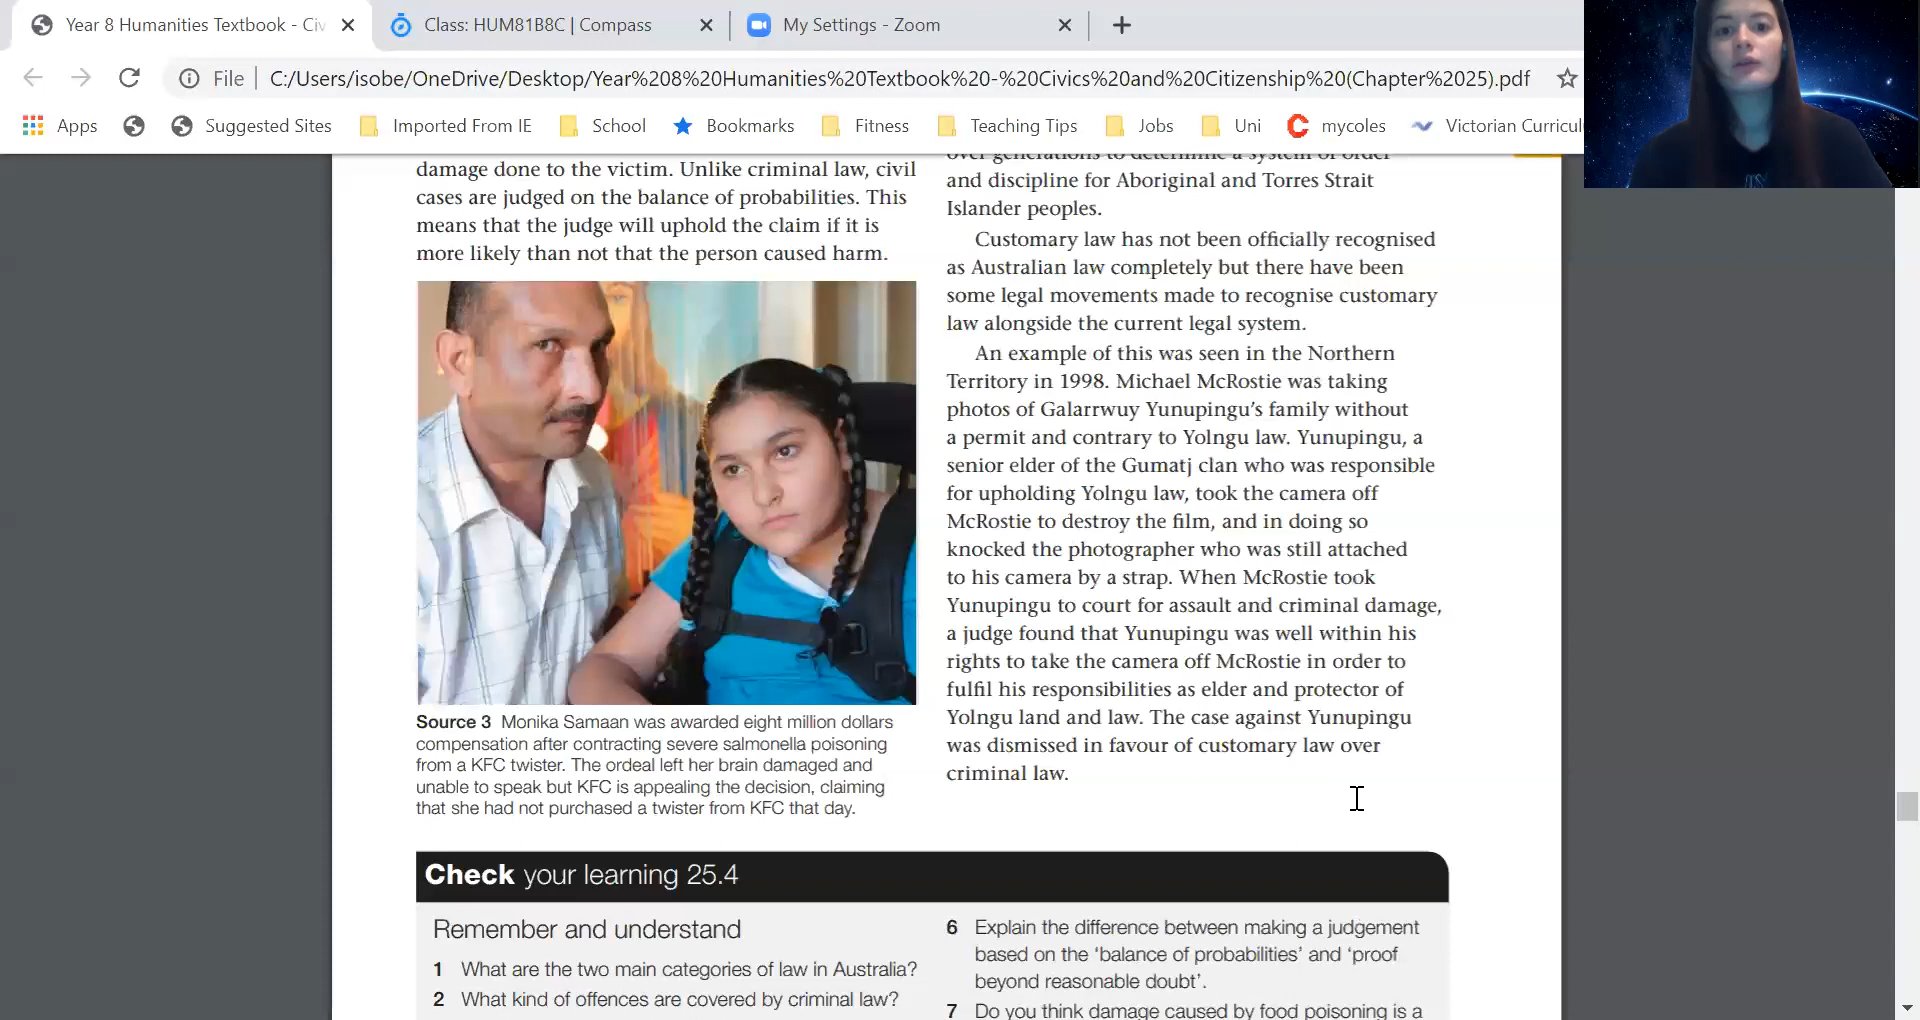 Year 8 Humanities Textbook - Civ
Class: HUM81B8C | Compass
My Settings - Zoom
File
C:/Users/isobe/OneDrive/Desktop/Year%208%20Humanities%20Textbook%20-%20Civics%20and%20Citizenship%20(Chapter%2025).pdf
Apps
Suggested Sites
Imported From IE
School
Bookmarks
Fitness
Teaching Tips
Jobs
Uni
mycoles
Victorian Curricul
damage done to the victim. Unlike criminal law, civil
cases are judged on the balance of probabilities. This
means that the judge will uphold the claim if it is
more likely than not that the person caused harm.
Source 3 Monika Samaan was awarded eight million dollars
compensation after contracting severe salmonella poisoning
from a KFC twister. The ordeal left her brain damaged and
unable to speak but KFC is appealing the decision, claiming
that she had not purchased a twister from KFC that day.
over generations to determine a system of order
and discipline for Aboriginal and Torres Strait
Islander peoples.
Customary law has not been officially recognised
as Australian law completely but there have been
some legal movements made to recognise customary
law alongside the current legal system.
An example of this was seen in the Northern
Territory in 1998. Michael McRostie was taking
photos of Galarrwuy Yunupingu's family without
a permit and contrary to Yolngu law. Yunupingu, a
senior elder of the Gumatj clan who was responsible
for upholding Yolngu law, took the camera off
McRostie to destroy the film, and in doing so
knocked the photographer who was still attached
to his camera by a strap. When McRostie took
Yunupingu to court for assault and criminal damage,
a judge found that Yunupingu was well within his
rights to take the camera off McRostie in order to
fulfil his responsibilities as elder and protector of
Yolngu land and law. The case against Yunupingu
was dismissed in favour of customary law over
criminal law.
Check your learning 25.4
Remember and understand
1 What are the two main categories of law in Australia?
2 What kind of offences are covered by criminal law?
6 Explain the difference between making a judgement
based on the 'balance of probabilities' and 'proof
beyond reasonable doubt'.
7 Do you think damage caused by food poisoning is a